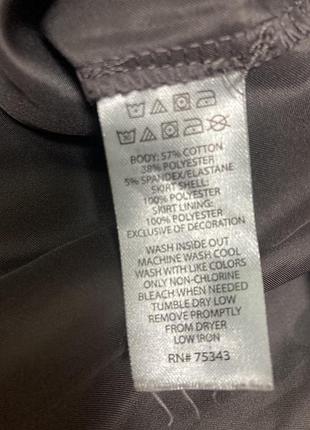 BODY: 57% COTTON
38% POLYESTER
5% SPANDEX/ELASTANE
SKIRT SHELL:
100% POLYESTER
SKIRT LINING:
100% POLYESTER
EXCLUSIVE OF DECORATION
WASH INSIDE OUT
MACHINE WASH COOL
WASH WITH LIKE COLORS
ONLY NON-CHLORINE
BLEACH WHEN NEEDED
TUMBLE DRY LOW
REMOVE PROMPTLY
FROM DRYER
LOW IRON
RN# 75343